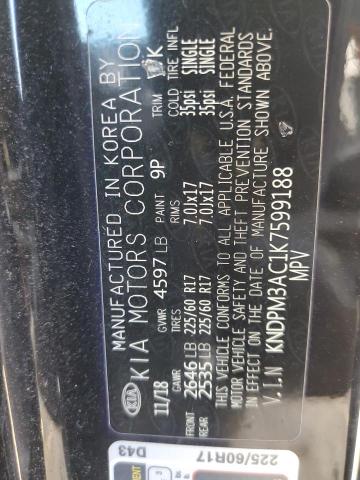 MANUFACTURED IN KOREA BY
KIA KIA MOTORS CORPORATION
11/18 GVWR 4597 LB PAINT 9P TRIM K
GAWR TIRES RIMS COLD TIRE INFL
FRONT 2646 LB 225/60 R17 7.0Jx17 35psi SINGLE
REAR 2535 LB 225/60 R17 7.0Jx17 35psi SINGLE
THIS VEHICLE CONFORMS TO ALL APPLICABLE U.S.A. FEDERAL
MOTOR VEHICLE SAFETY AND THEFT PREVENTION STANDARDS
IN EFFECT ON THE DATE OF MANUFACTURE SHOWN ABOVE.
V.I.N KNDPM3AC1K7599188
MPV
D43
225/60R17